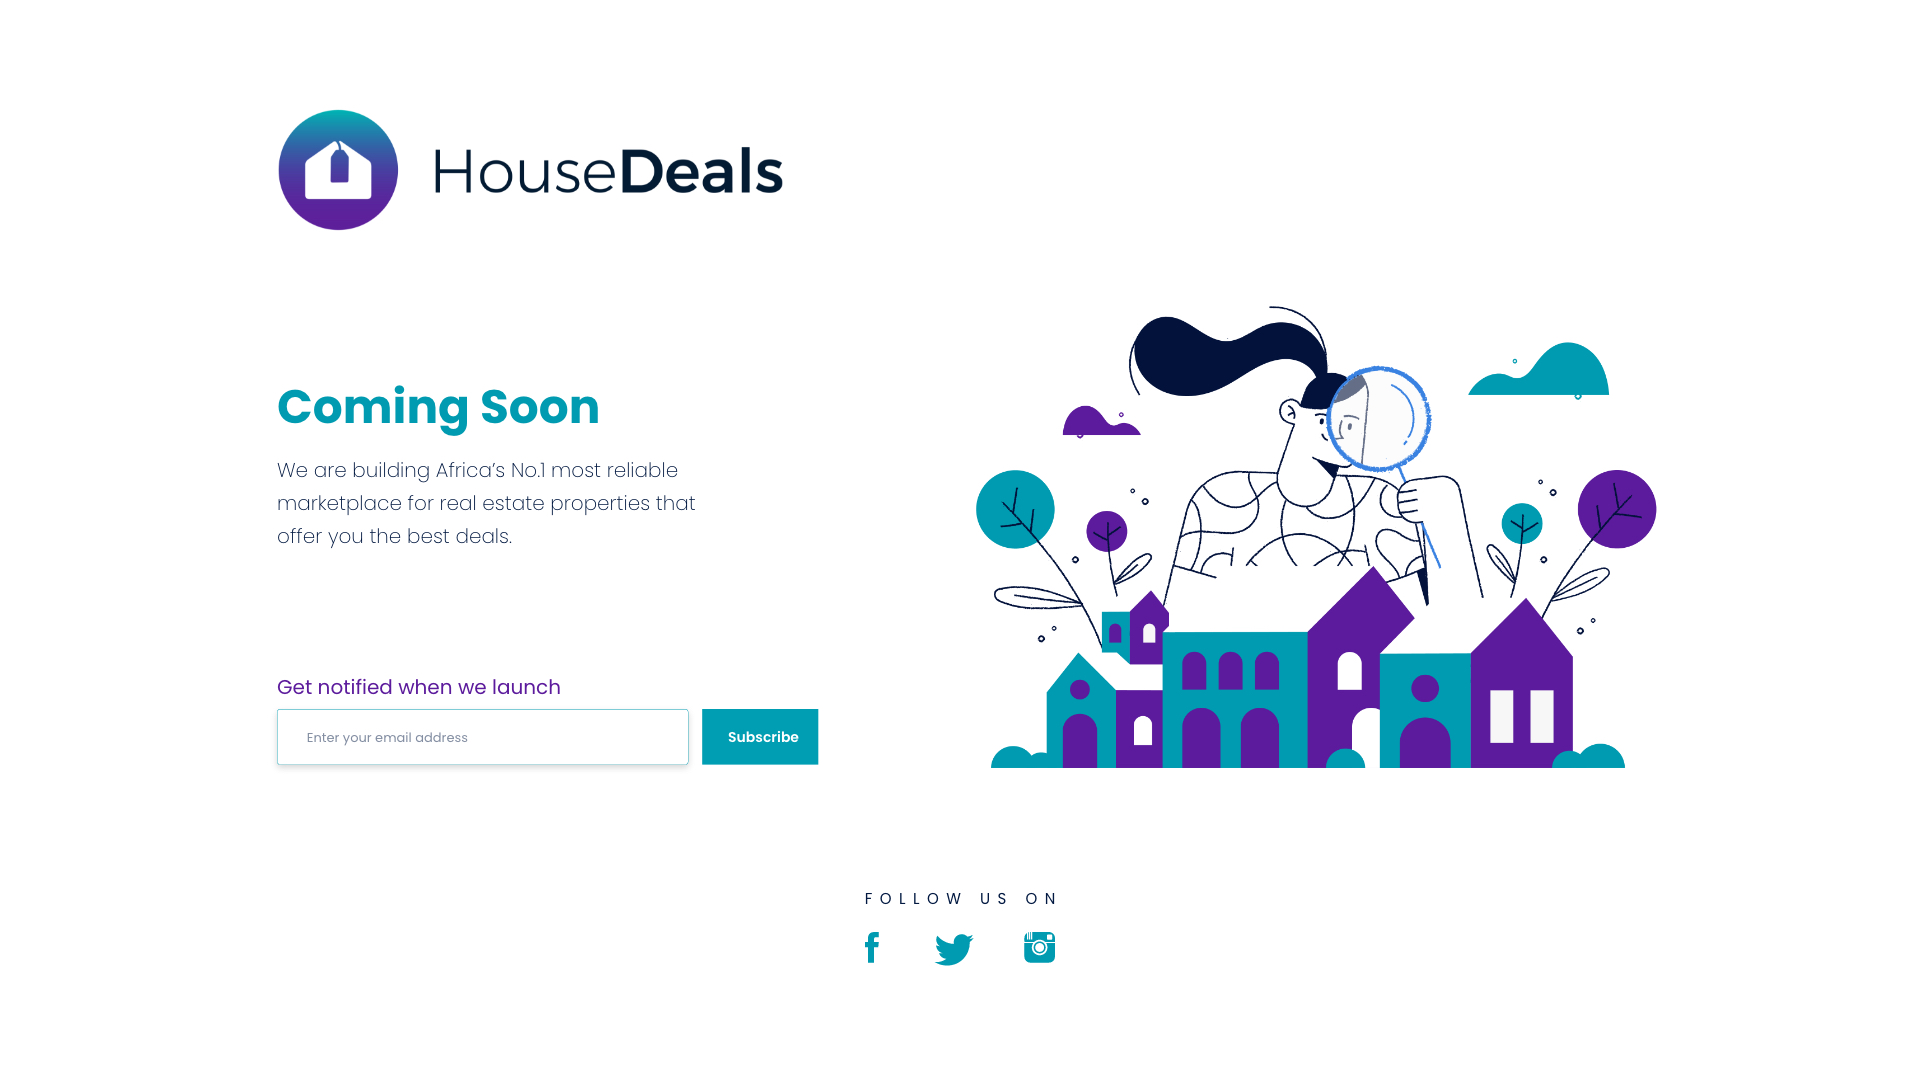 HouseDeals
Coming Soon
We are building Africa’s No.1 most reliable
marketplace for real estate properties that
offer you the best deals.
Get notified when we launch
Enter your email address
Subscribe
FOLLOW US ON